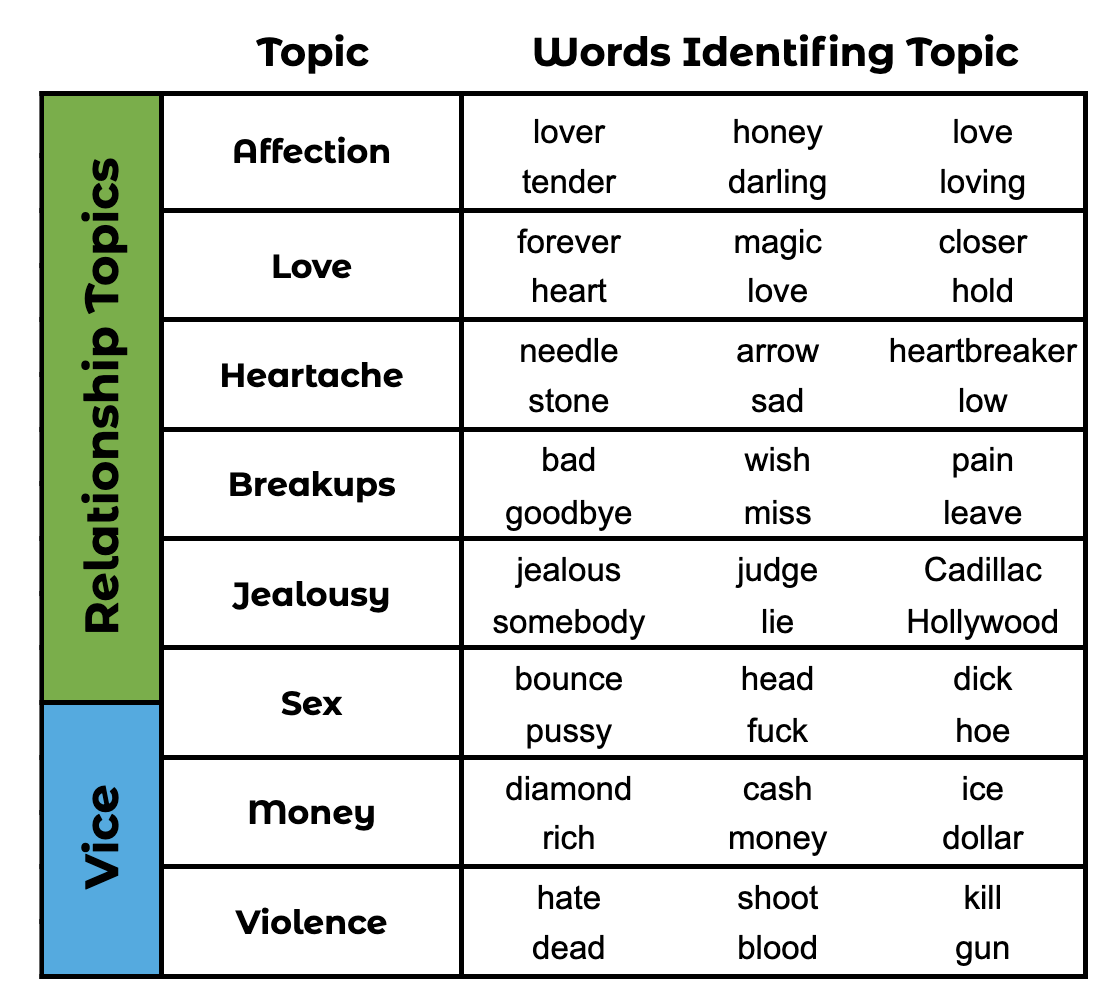 Topic Words Identifing Topic
Relationship Topics
Affection
lover honey love
tender darling loving
Love
forever magic closer
heart love hold
Heartache
needle arrow heartbreaker
stone sad low
Breakups
bad wish pain
goodbye miss leave
Jealousy
jealous judge Cadillac
somebody lie Hollywood
Sex
bounce head dick
pussy fuck hoe
Vice
Money
diamond cash ice
rich money dollar
Violence
hate shoot kill
dead blood gun